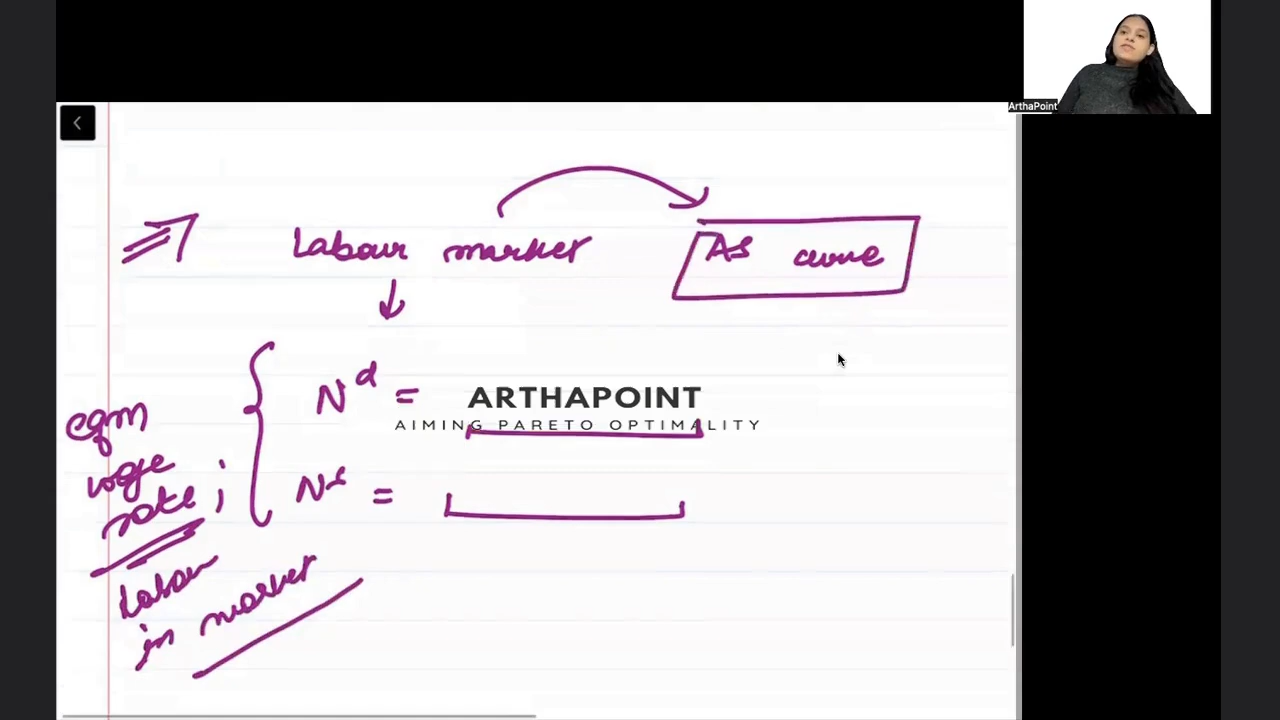 ArthaPoint
Labour market
AS curve
N^d =
ARTHAPOINT
AIMING PARETO OPTIMALITY
N^s =
eqm
wage
rate ;
Labour
in market